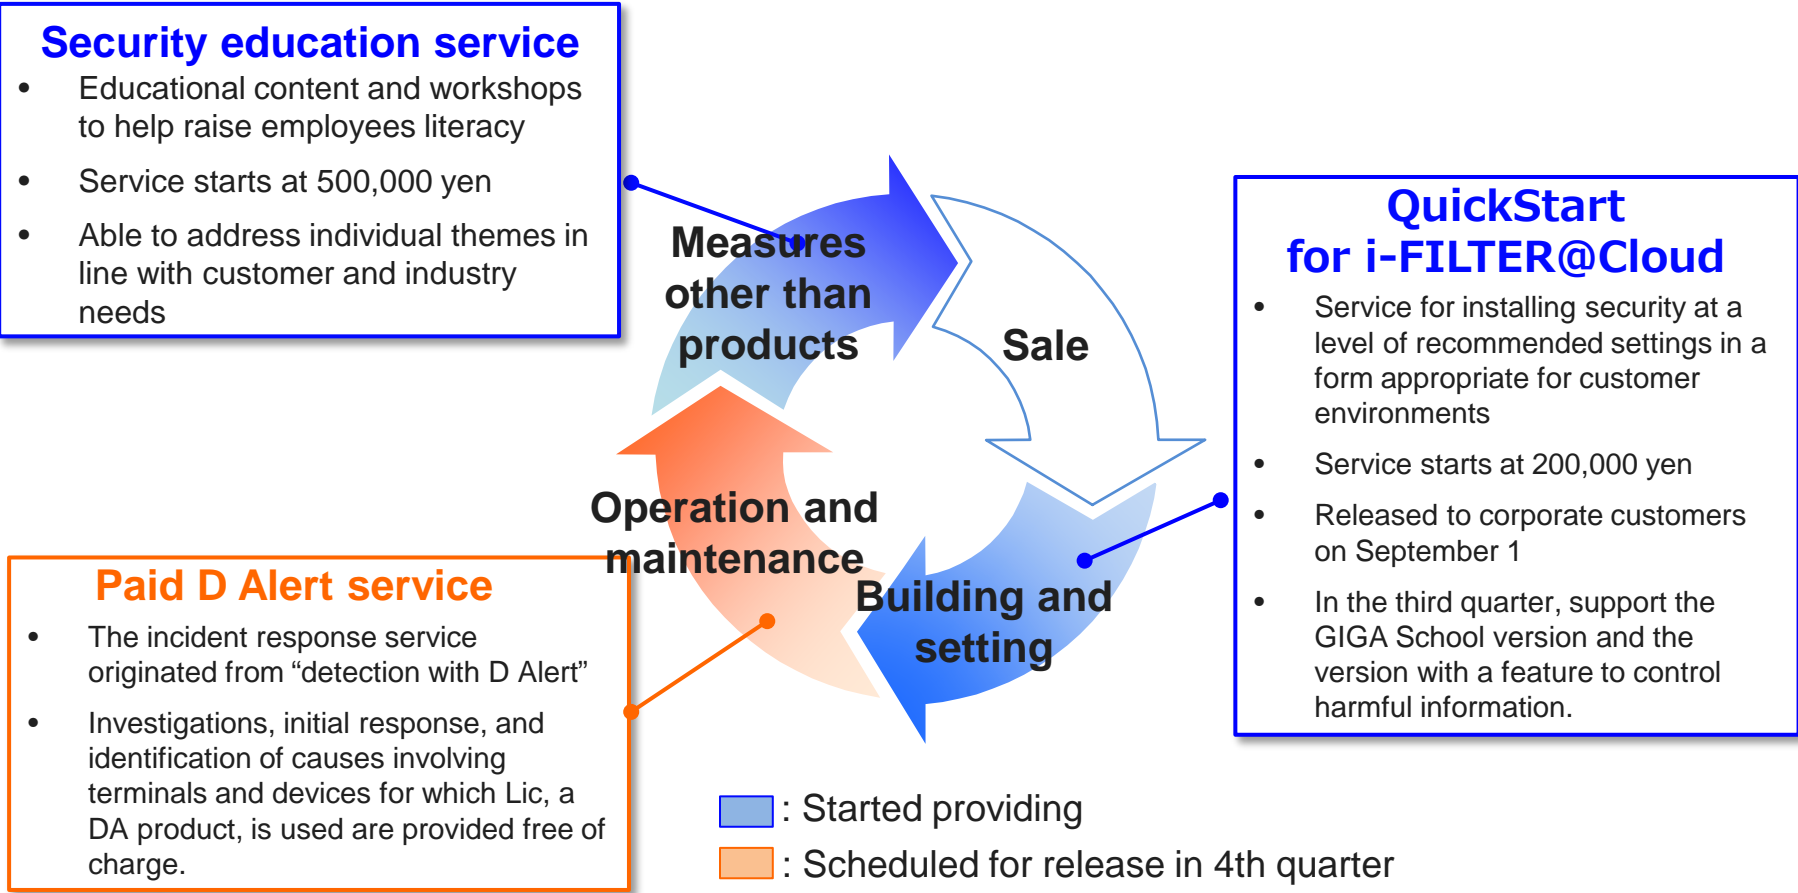 Security education service
• Educational content and workshops
to help raise employees literacy
• Service starts at 500,000 yen
• Able to address individual themes in
line with customer and industry
needs
Measures
other than
products
Sale
Operation and
maintenance
Building and
setting
QuickStart
for i-FILTER@Cloud
• Service for installing security at a
level of recommended settings in a
form appropriate for customer
environments
• Service starts at 200,000 yen
• Released to corporate customers
on September 1
• In the third quarter, support the
GIGA School version and the
version with a feature to control
harmful information.
Paid D Alert service
• The incident response service
originated from “detection with D Alert”
• Investigations, initial response, and
identification of causes involving
terminals and devices for which Lic, a
DA product, is used are provided free of
charge.
: Started providing
: Scheduled for release in 4th quarter